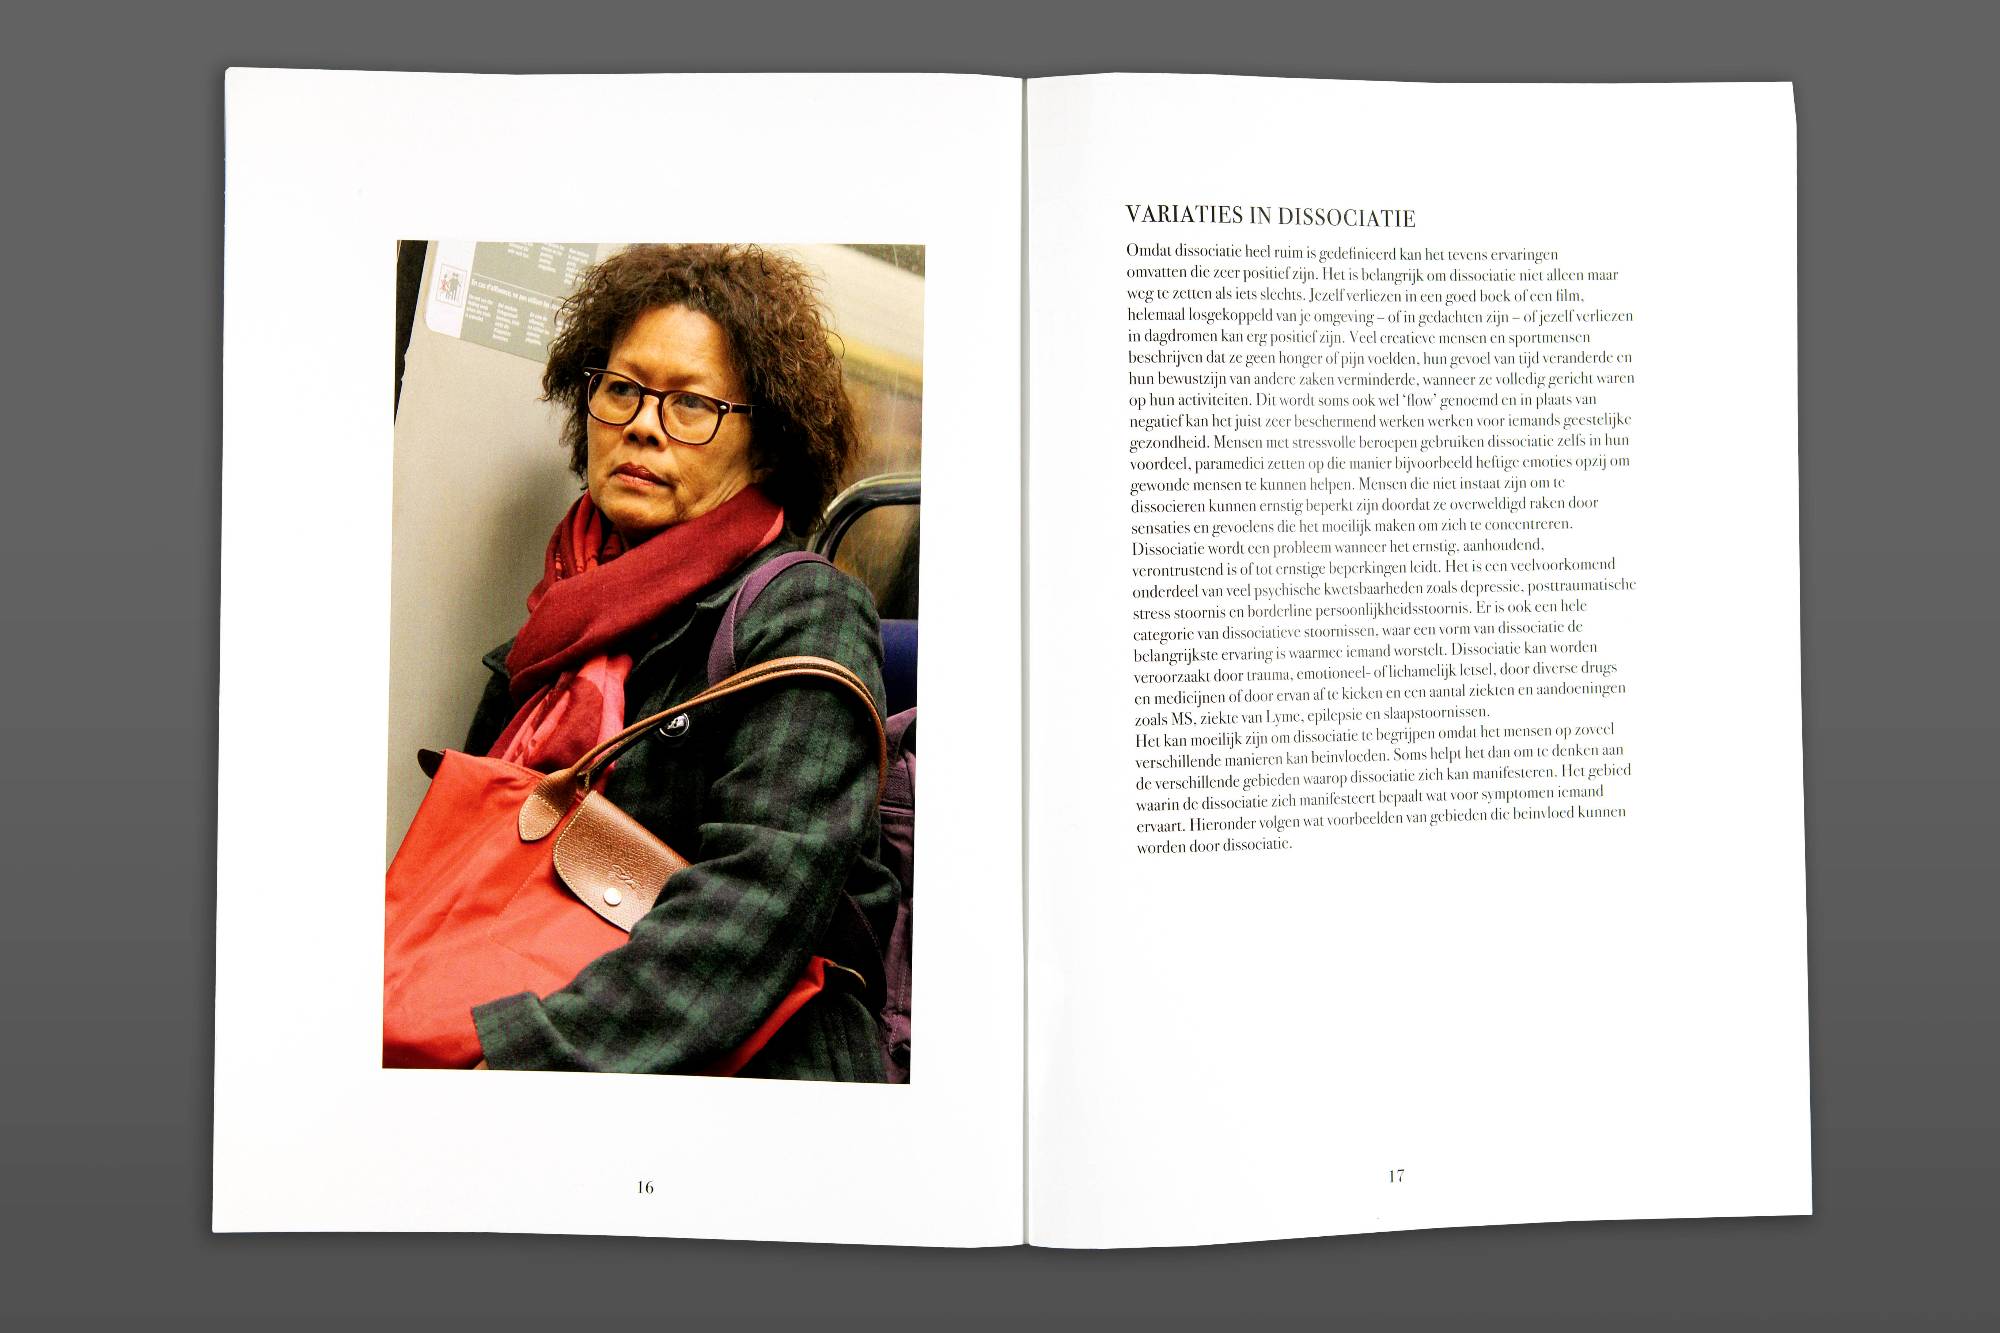 En cas d'affluence, ne pas utiliser les
16
VARIATIES IN DISSOCIATIE
Omdat dissociatie heel ruim is gedefinieerd kan het tevens ervaringen
omvatten die zeer positief zijn. Het is belangrijk om dissociatie niet alleen maar
weg te zetten als iets slechts. Jezelf verliezen in een goed boek of een film,
helemaal losgekoppeld van je omgeving – of in gedachten zijn – of jezelf verliezen
in dagdromen kan erg positief zijn. Veel creatieve mensen en sportmensen
beschrijven dat ze geen honger of pijn voelden, hun gevoel van tijd veranderde en
hun bewustzijn van andere zaken verminderde, wanneer ze volledig gericht waren
op hun activiteiten. Dit wordt soms ook wel ‘flow’ genoemd en in plaats van
negatief kan het juist zeer beschermend werken werken voor iemands geestelijke
gezondheid. Mensen met stressvolle beroepen gebruiken dissociatie zelfs in hun
voordeel, paramedici zetten op die manier bijvoorbeeld heftige emoties opzij om
gewonde mensen te kunnen helpen. Mensen die niet instaat zijn om te
dissocieren kunnen ernstig beperkt zijn doordat ze overweldigd raken door
sensaties en gevoelens die het moeilijk maken om zich te concentreren.
Dissociatie wordt een probleem wanneer het ernstig, aanhoudend,
verontrustend is of tot ernstige beperkingen leidt. Het is een veelvoorkomend
onderdeel van veel psychische kwetsbaarheden zoals depressie, posttraumatische
stress stoornis en borderline persoonlijkheidsstoornis. Er is ook een hele
categorie van dissociatieve stoornissen, waar een vorm van dissociatie de
belangrijkste ervaring is waarmee iemand worstelt. Dissociatie kan worden
veroorzaakt door trauma, emotioneel- of lichamelijk letsel, door diverse drugs
en medicijnen of door ervan af te kicken en een aantal ziekten en aandoeningen
zoals MS, ziekte van Lyme, epilepsie en slaapstoornissen.
Het kan moeilijk zijn om dissociatie te begrijpen omdat het mensen op zoveel
verschillende manieren kan beinvloeden. Soms helpt het dan om te denken aan
de verschillende gebieden waarop dissociatie zich kan manifesteren. Het gebied
waarin de dissociatie zich manifesteert bepaalt wat voor symptomen iemand
ervaart. Hieronder volgen wat voorbeelden van gebieden die beinvloed kunnen
worden door dissociatie.
17